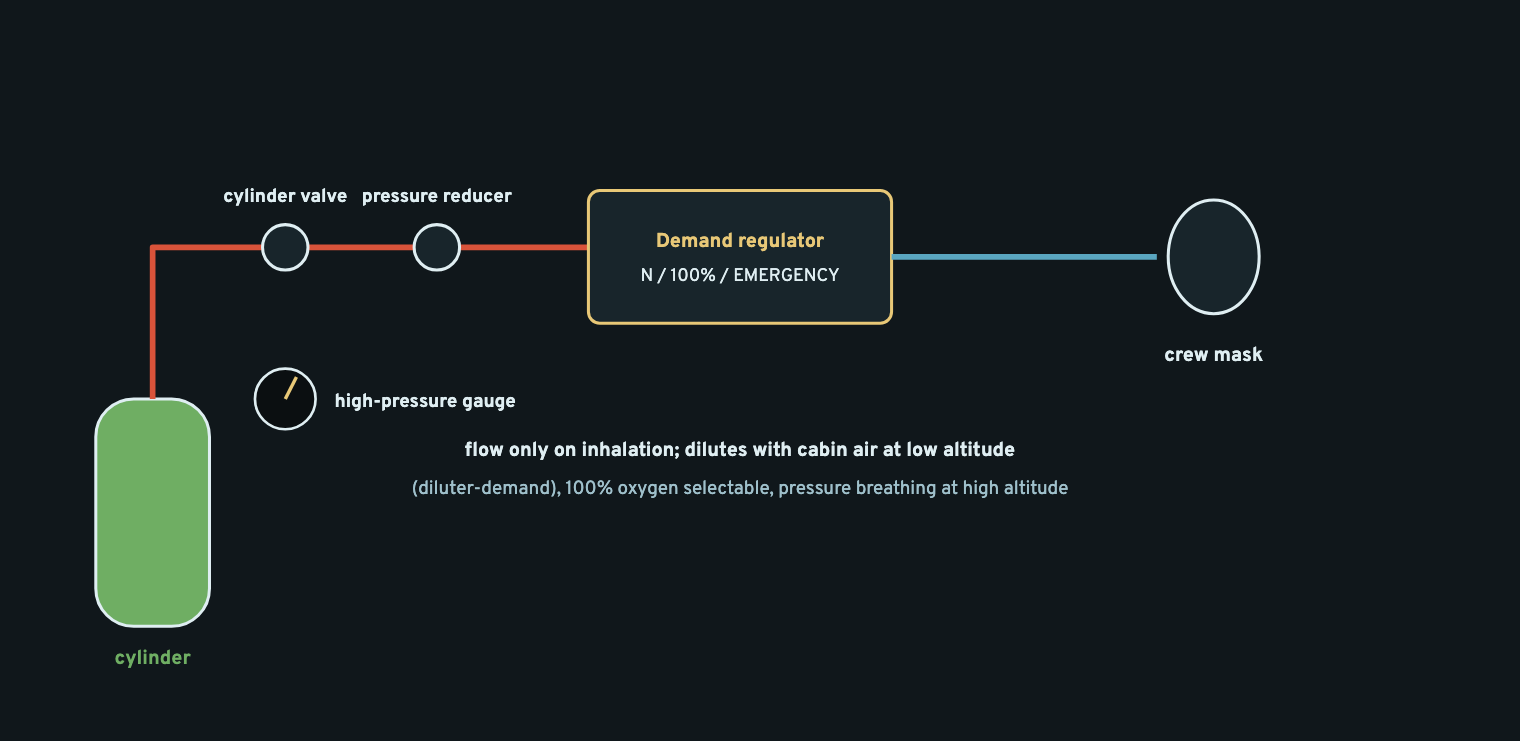 cylinder valve
pressure reducer
Demand regulator
N / 100% / EMERGENCY
crew mask
high-pressure gauge
flow only on inhalation; dilutes with cabin air at low altitude
(diluter-demand), 100% oxygen selectable, pressure breathing at high altitude
cylinder